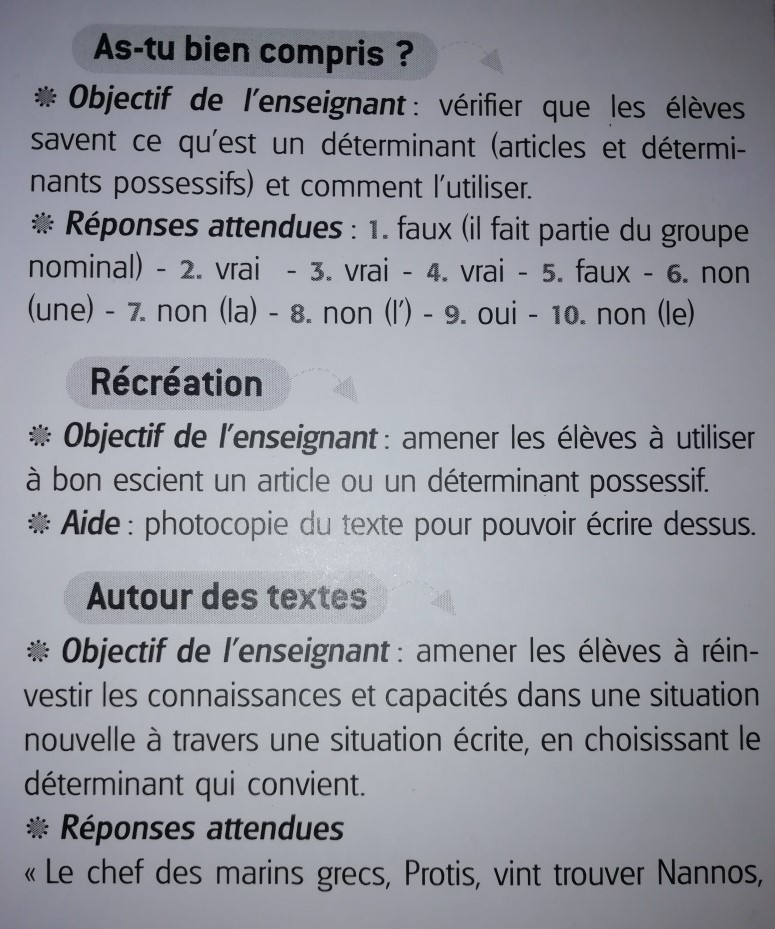 As-tu bien compris ?
Objectif de l'enseignant : vérifier que les élèves
savent ce qu'est un déterminant (articles et détermi-
nants possessifs) et comment l'utiliser.
Réponses attendues : 1. faux (il fait partie du groupe
nominal) - 2. vrai - 3. vrai - 4. vrai - 5. faux - 6. non
(une) - 7. non (la) - 8. non (l') - 9. oui - 10. non (le)
Récréation
Objectif de l'enseignant : amener les élèves à utiliser
à bon escient un article ou un déterminant possessif.
Aide : photocopie du texte pour pouvoir écrire dessus.
Autour des textes
Objectif de l'enseignant : amener les élèves à réin-
vestir les connaissances et capacités dans une situation
nouvelle à travers une situation écrite, en choisissant le
déterminant qui convient.
Réponses attendues
« Le chef des marins grecs, Protis, vint trouver Nannos,